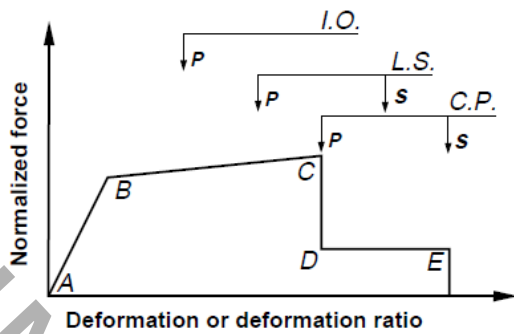 I.O.
P
L.S.
P S
C.P.
P S
B C
D E
A
Normalized force
Deformation or deformation ratio